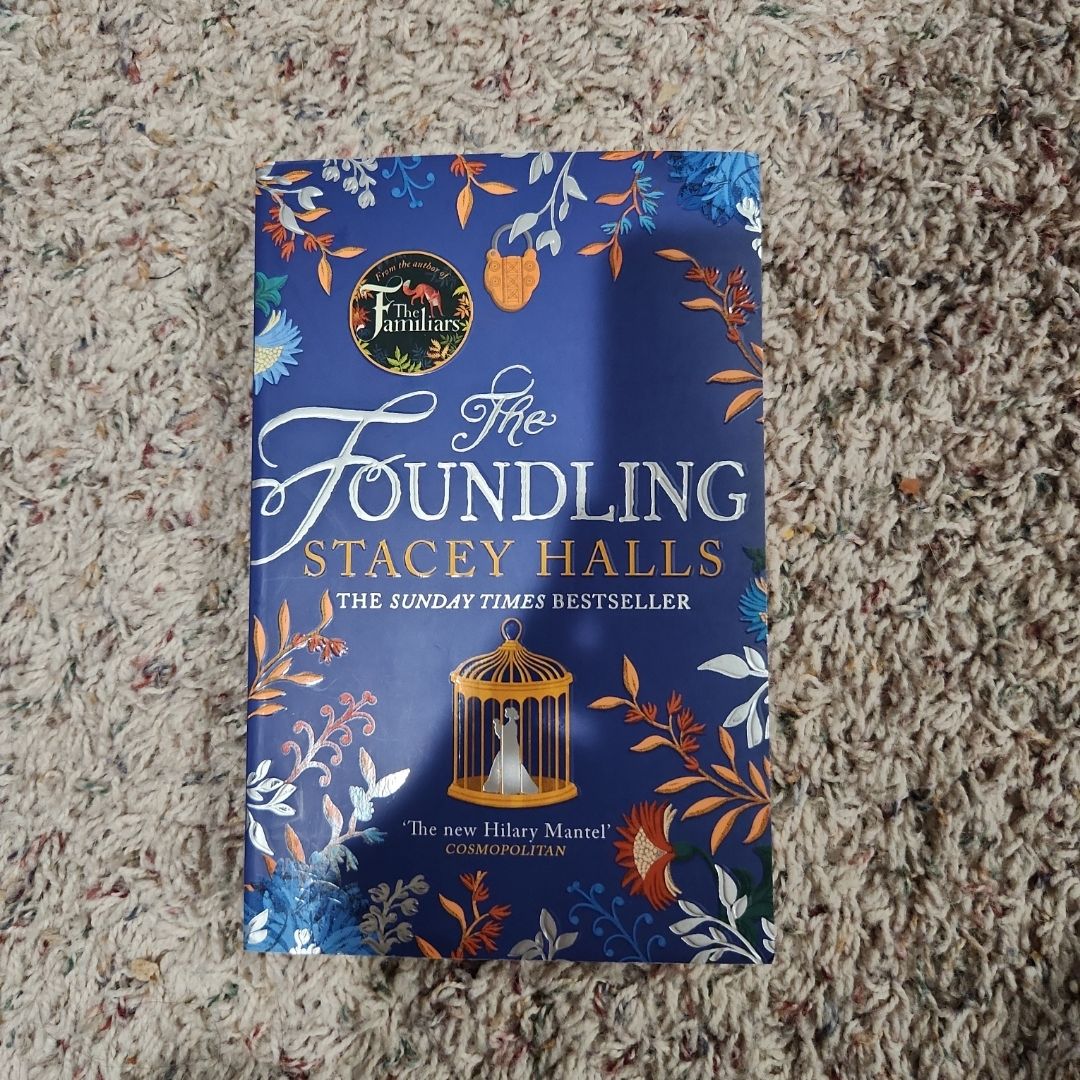 From the author of
The
Familiars
The
FOUNDLING
STACEY HALLS
THE SUNDAY TIMES BESTSELLER
'The new Hilary Mantel'
COSMOPOLITAN